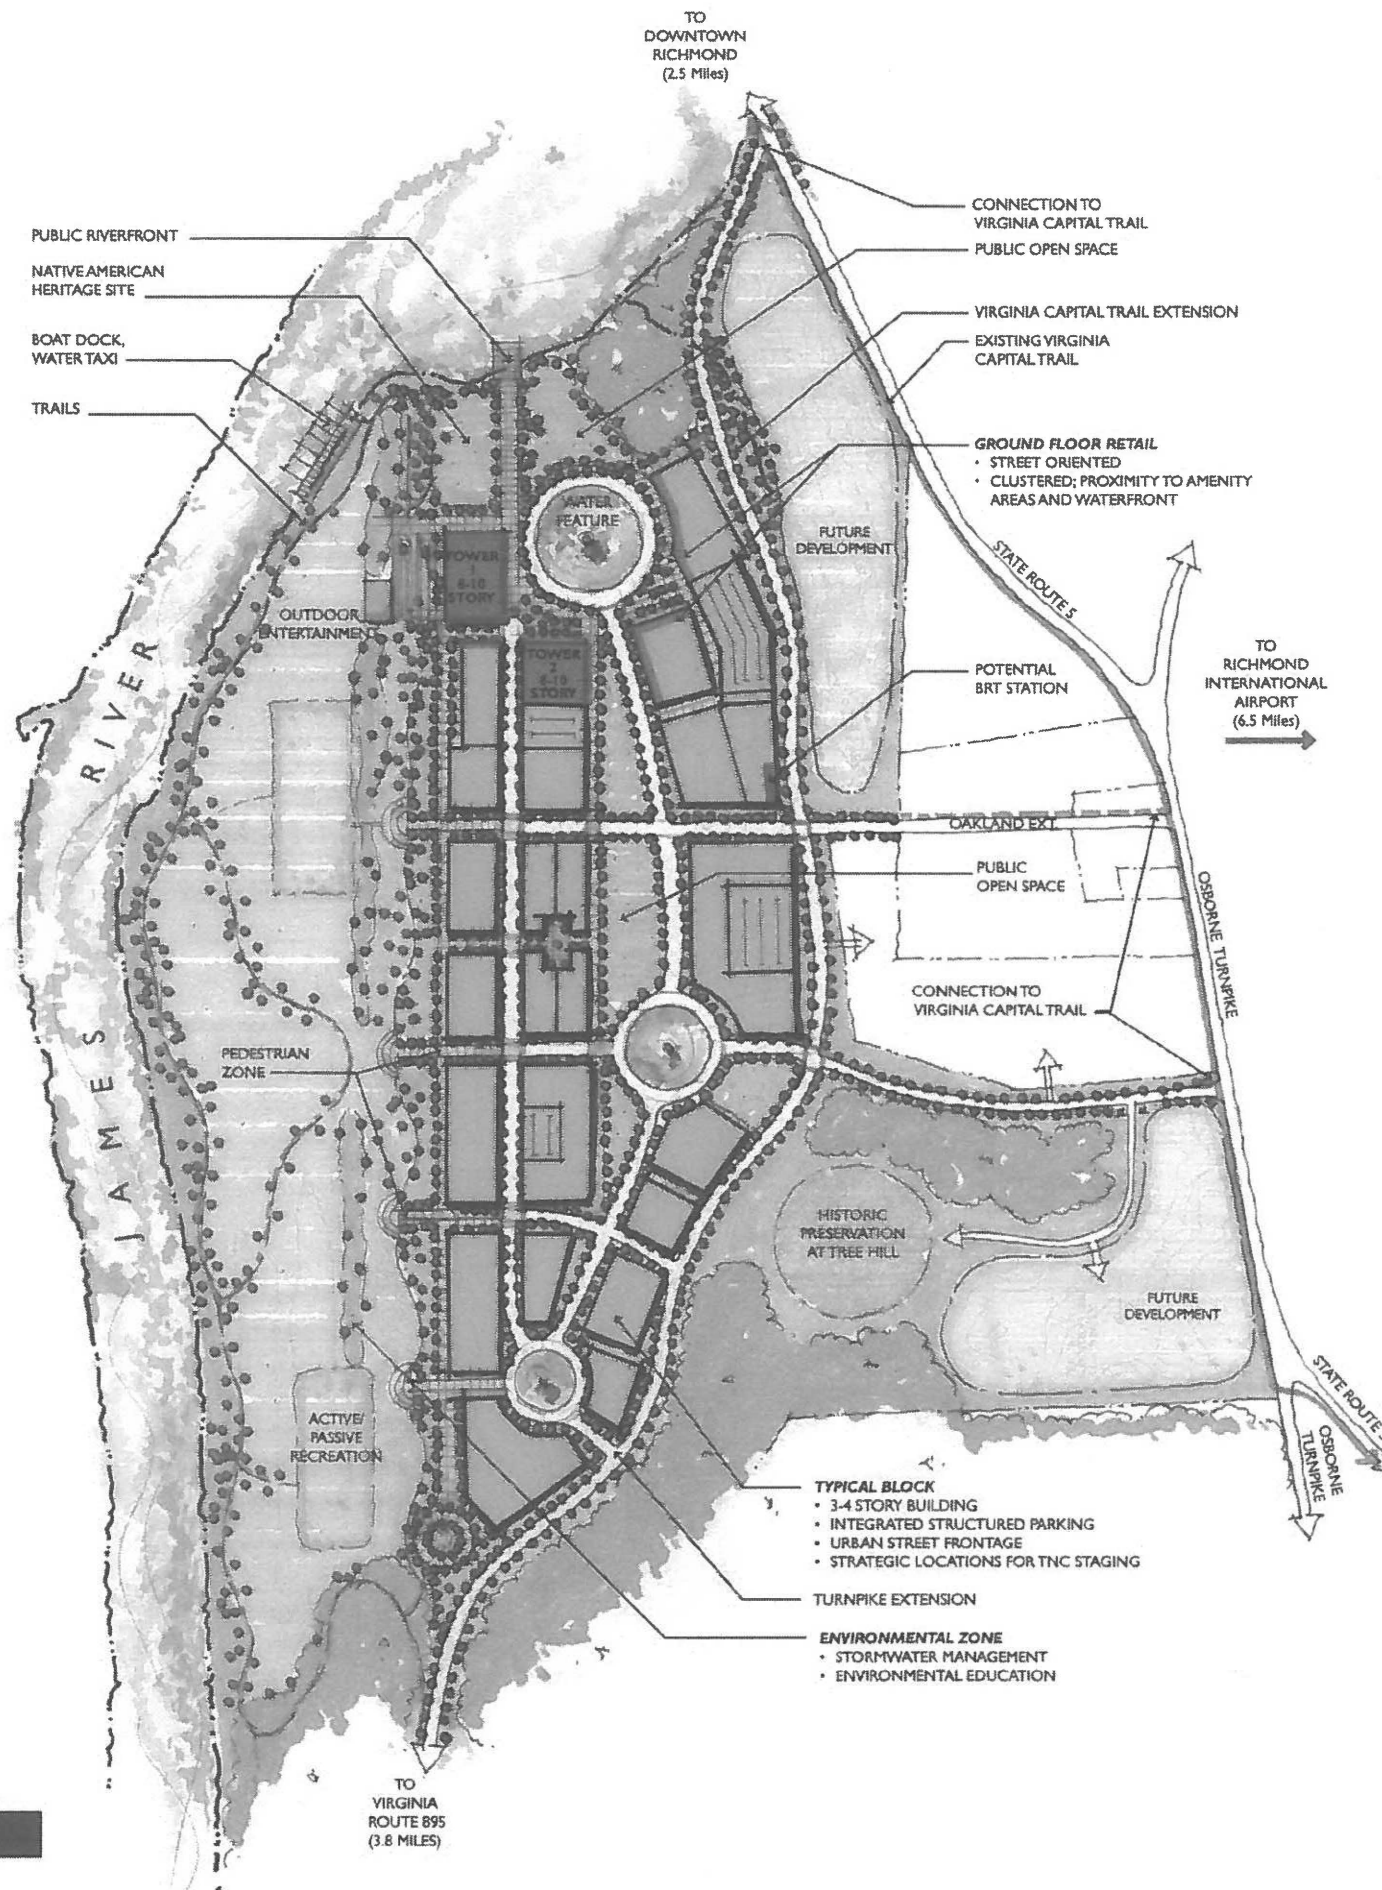 TO
DOWNTOWN
RICHMOND
(2.5 Miles)
PUBLIC RIVERFRONT
NATIVE AMERICAN
HERITAGE SITE
BOAT DOCK,
WATER TAXI
TRAILS
CONNECTION TO
VIRGINIA CAPITAL TRAIL
PUBLIC OPEN SPACE
VIRGINIA CAPITAL TRAIL EXTENSION
EXISTING VIRGINIA
CAPITAL TRAIL
GROUND FLOOR RETAIL
• STREET ORIENTED
• CLUSTERED; PROXIMITY TO AMENITY
AREAS AND WATERFRONT
WATER
FEATURE
FUTURE
DEVELOPMENT
STATE ROUTE 5
TOWER
1
8-10
STORY
OUTDOOR
ENTERTAINMENT
TOWER
2
8-10
STORY
TO
RICHMOND
INTERNATIONAL
AIRPORT
(6.5 Miles)
POTENTIAL
BRT STATION
JAMES RIVER
OAKLAND EXT.
PUBLIC
OPEN SPACE
OSBORNE TURNPIKE
CONNECTION TO
VIRGINIA CAPITAL TRAIL
PEDESTRIAN
ZONE
HISTORIC
PRESERVATION
AT TREE HILL
FUTURE
DEVELOPMENT
STATE ROUTE
OSBORNE
TURNPIKE
ACTIVE/
PASSIVE
RECREATION
TYPICAL BLOCK
• 3-4 STORY BUILDING
• INTEGRATED STRUCTURED PARKING
• URBAN STREET FRONTAGE
• STRATEGIC LOCATIONS FOR TNC STAGING
TURNPIKE EXTENSION
ENVIRONMENTAL ZONE
• STORMWATER MANAGEMENT
• ENVIRONMENTAL EDUCATION
TO
VIRGINIA
ROUTE 895
(3.8 MILES)